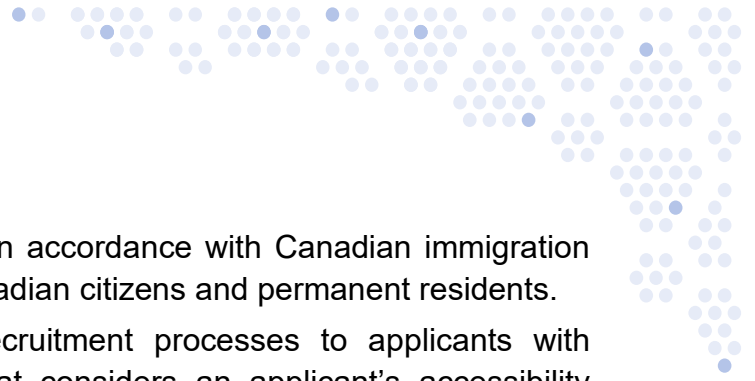 n accordance with Canadian immigration
adian citizens and permanent residents.
ecruitment processes to applicants with
at considers an applicant's accessibility